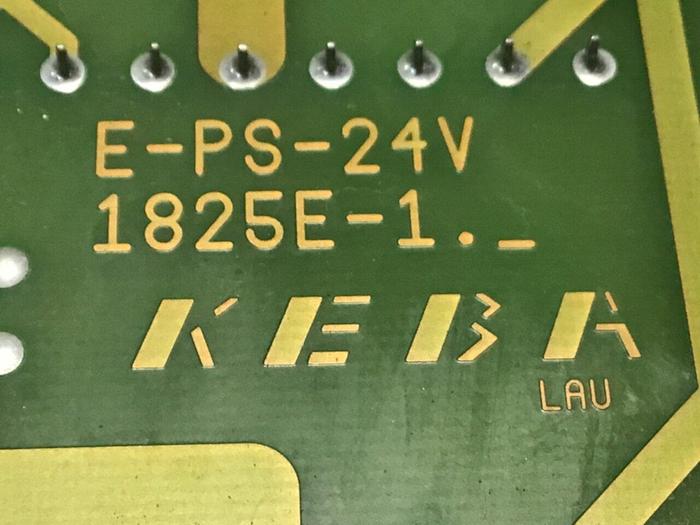 E-PS-24V
1825E-1._
KEBA
LAU